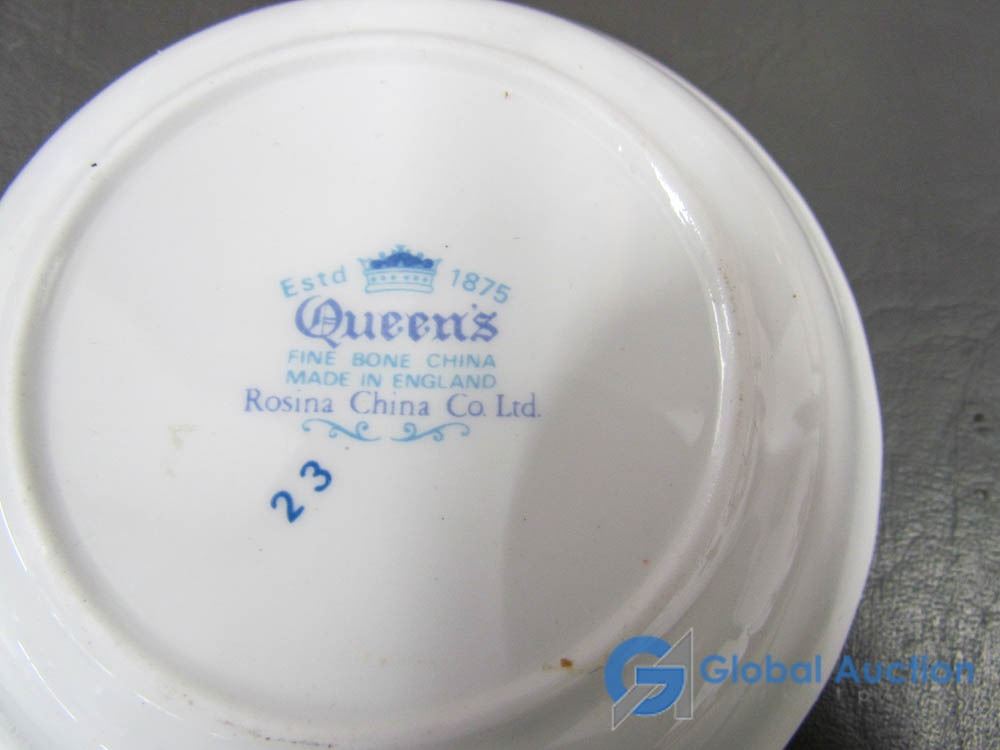 Estd 1875
Queen's
FINE BONE CHINA
MADE IN ENGLAND
Rosina China Co. Ltd.
23
Global Auction